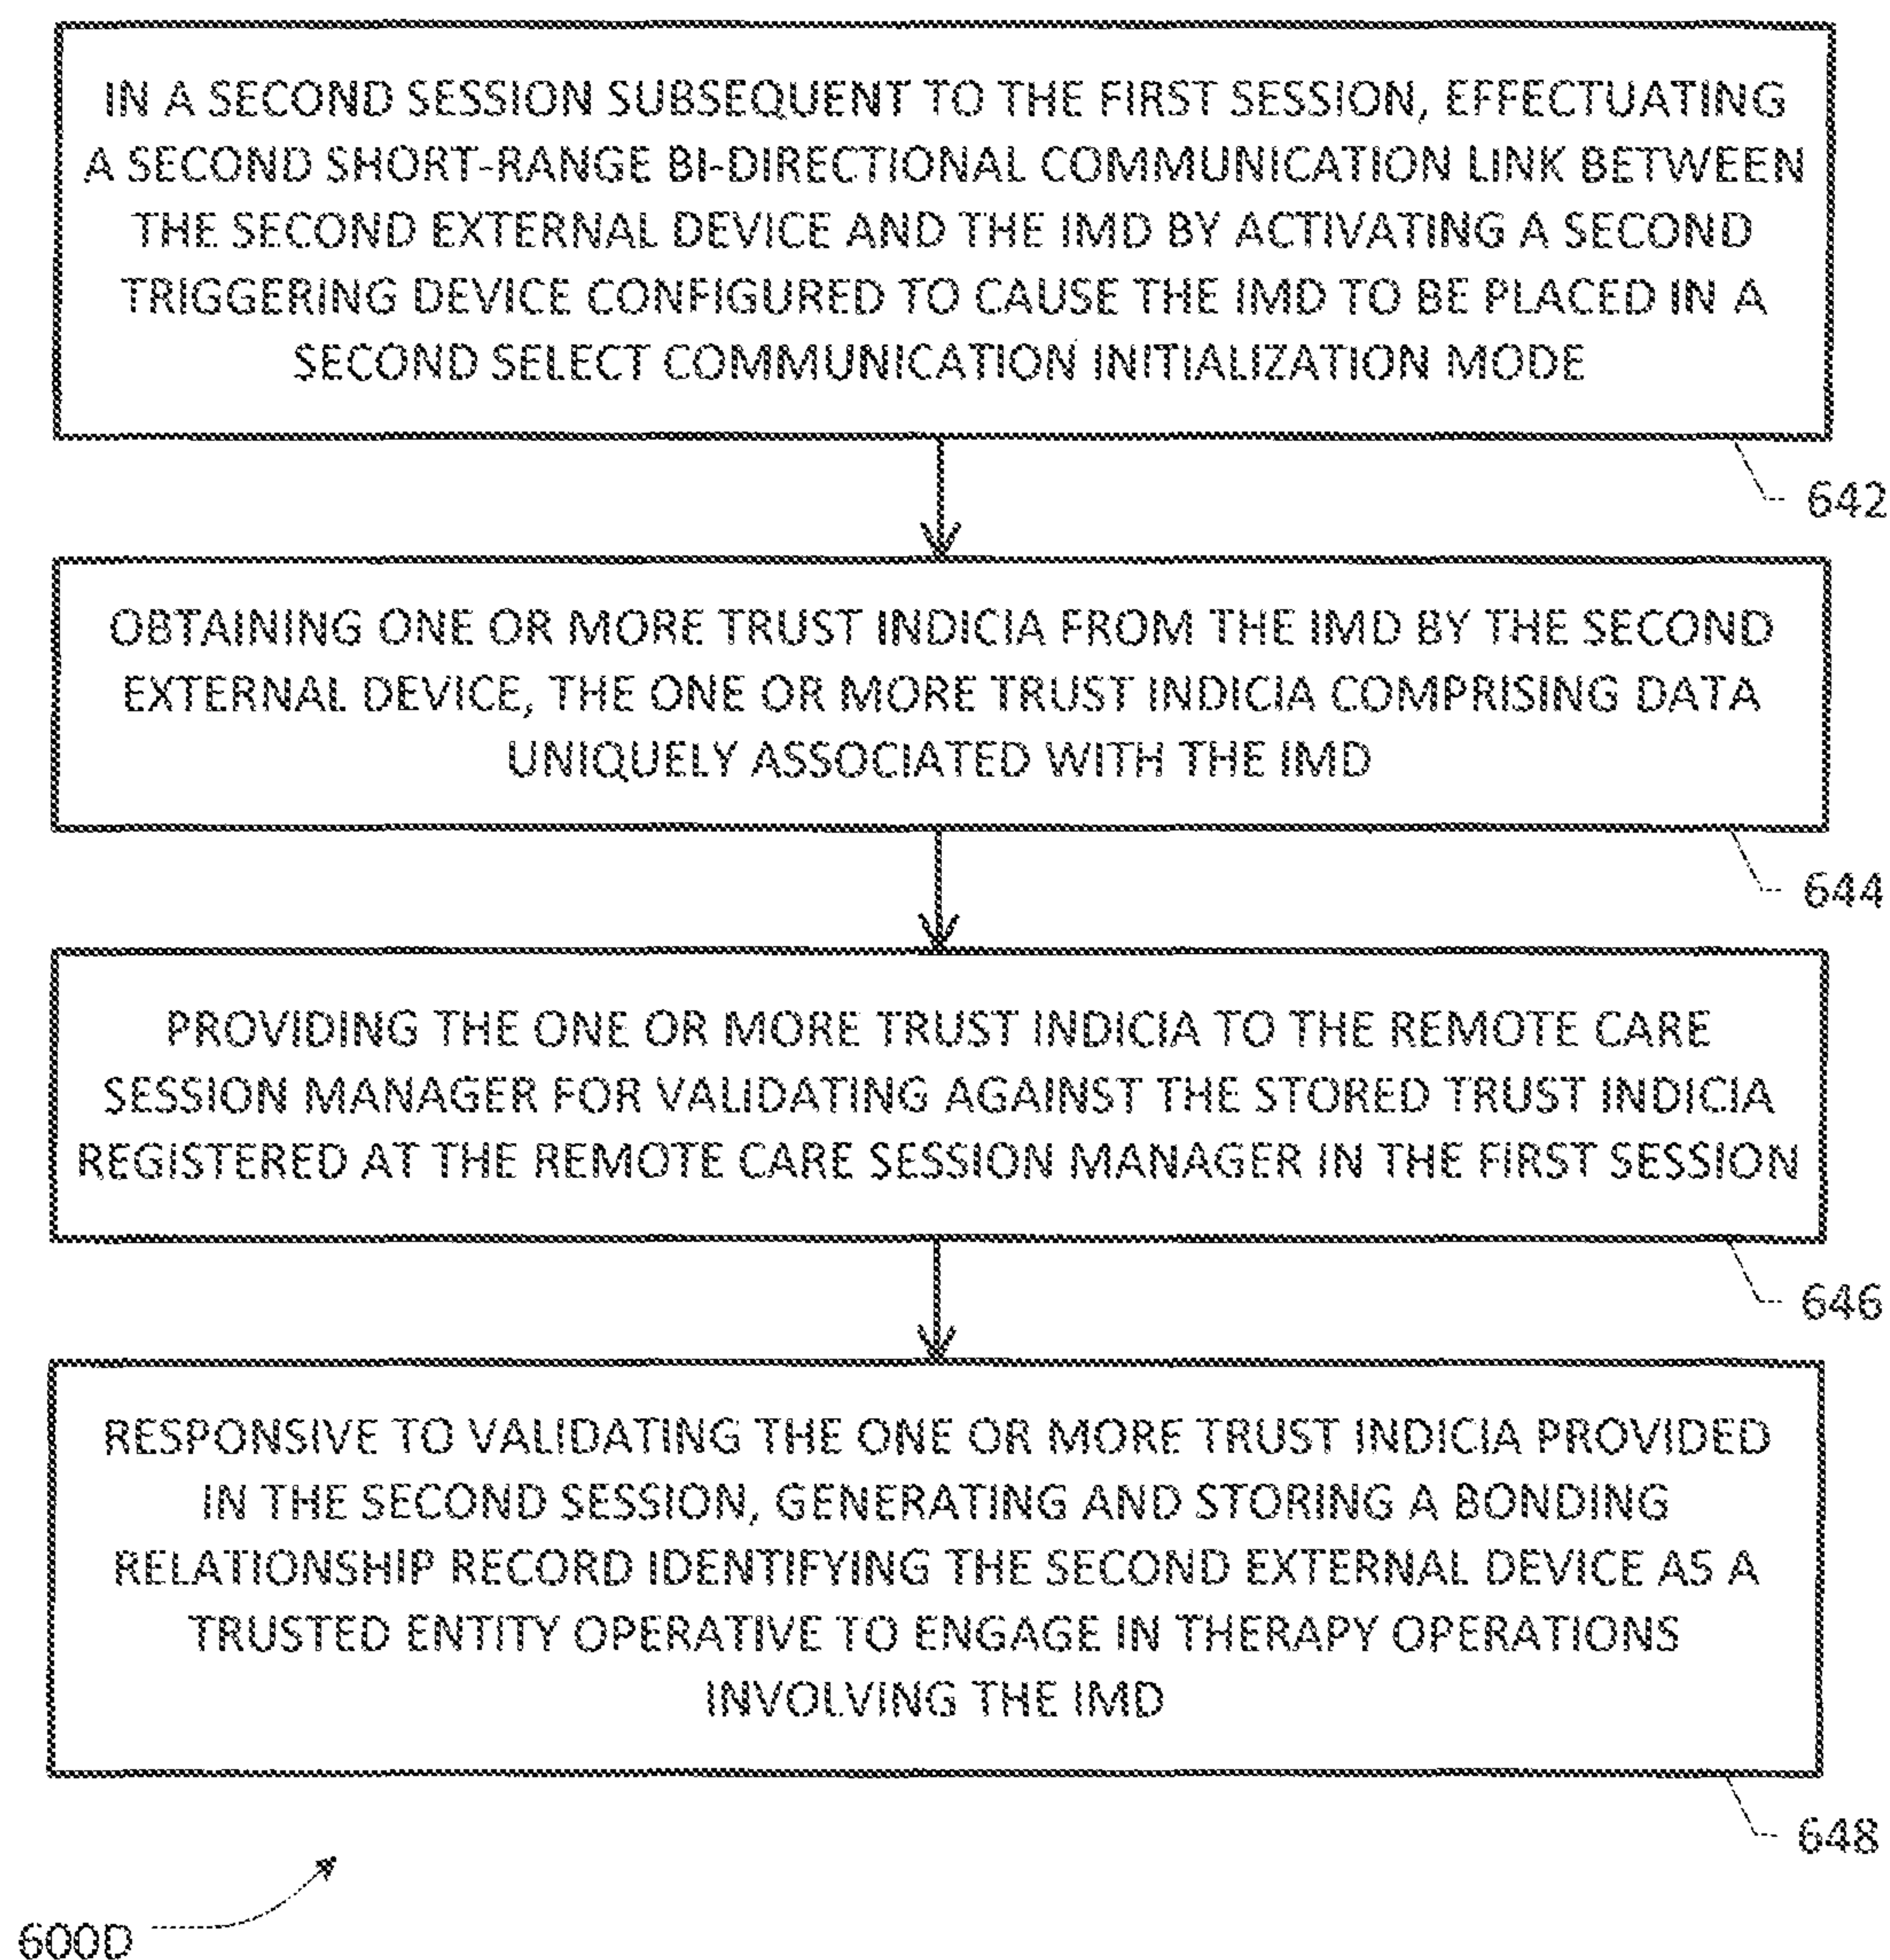 IN A SECOND SESSION SUBSEQUENT TO THE FIRST SESSION, EFFECTUATING
A SECOND SHORT-RANGE BI-DIRECTIONAL COMMUNICATION LINK BETWEEN
THE SECOND EXTERNAL DEVICE AND THE IMD BY ACTIVATING A SECOND
TRIGGERING DEVICE CONFIGURED TO CAUSE THE IMD TO BE PLACED IN A
SECOND SELECT COMMUNICATION INITIALIZATION MODE
642
OBTAINING ONE OR MORE TRUST INDICIA FROM THE IMD BY THE SECOND
EXTERNAL DEVICE, THE ONE OR MORE TRUST INDICIA COMPRISING DATA
UNIQUELY ASSOCIATED WITH THE IMD
644
PROVIDING THE ONE OR MORE TRUST INDICIA TO THE REMOTE CARE
SESSION MANAGER FOR VALIDATING AGAINST THE STORED TRUST INDICIA
REGISTERED AT THE REMOTE CARE SESSION MANAGER IN THE FIRST SESSION
646
RESPONSIVE TO VALIDATING THE ONE OR MORE TRUST INDICIA PROVIDED
IN THE SECOND SESSION, GENERATING AND STORING A BONDING
RELATIONSHIP RECORD IDENTIFYING THE SECOND EXTERNAL DEVICE AS A
TRUSTED ENTITY OPERATIVE TO ENGAGE IN THERAPY OPERATIONS
INVOLVING THE IMD
648
600D